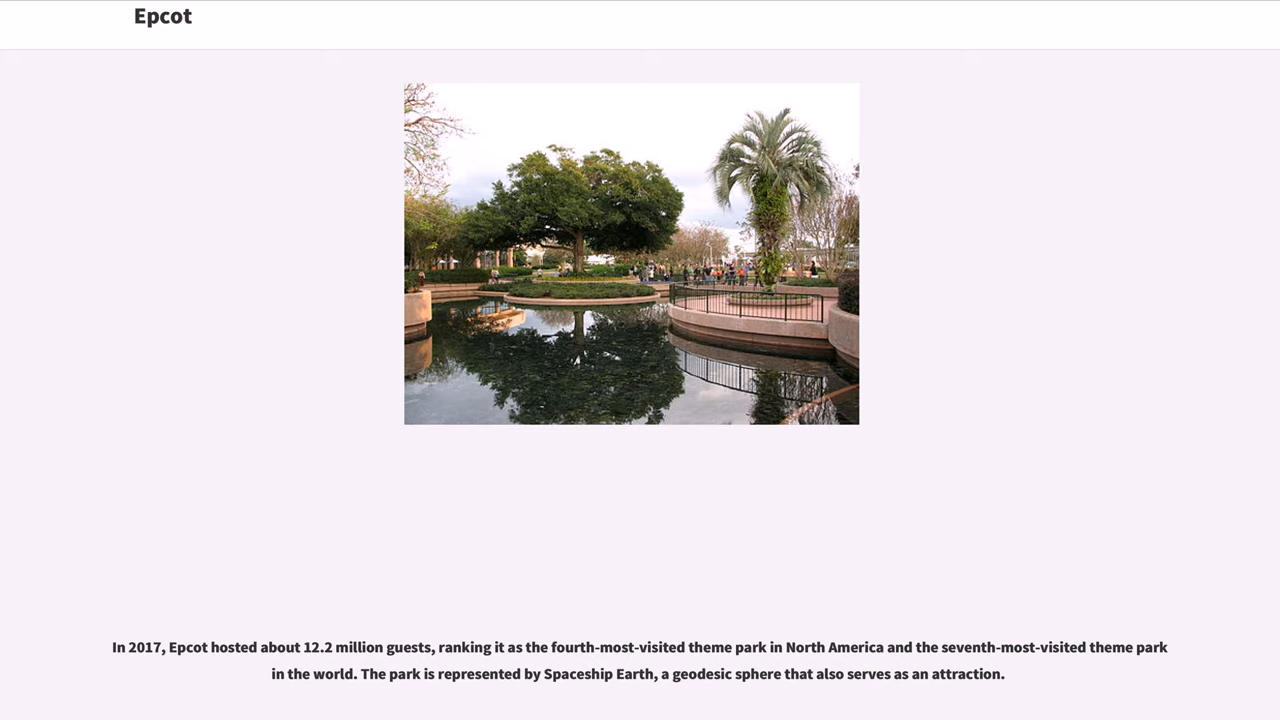 Epcot
In 2017, Epcot hosted about 12.2 million guests, ranking it as the fourth-most-visited theme park in North America and the seventh-most-visited theme park
in the world. The park is represented by Spaceship Earth, a geodesic sphere that also serves as an attraction.